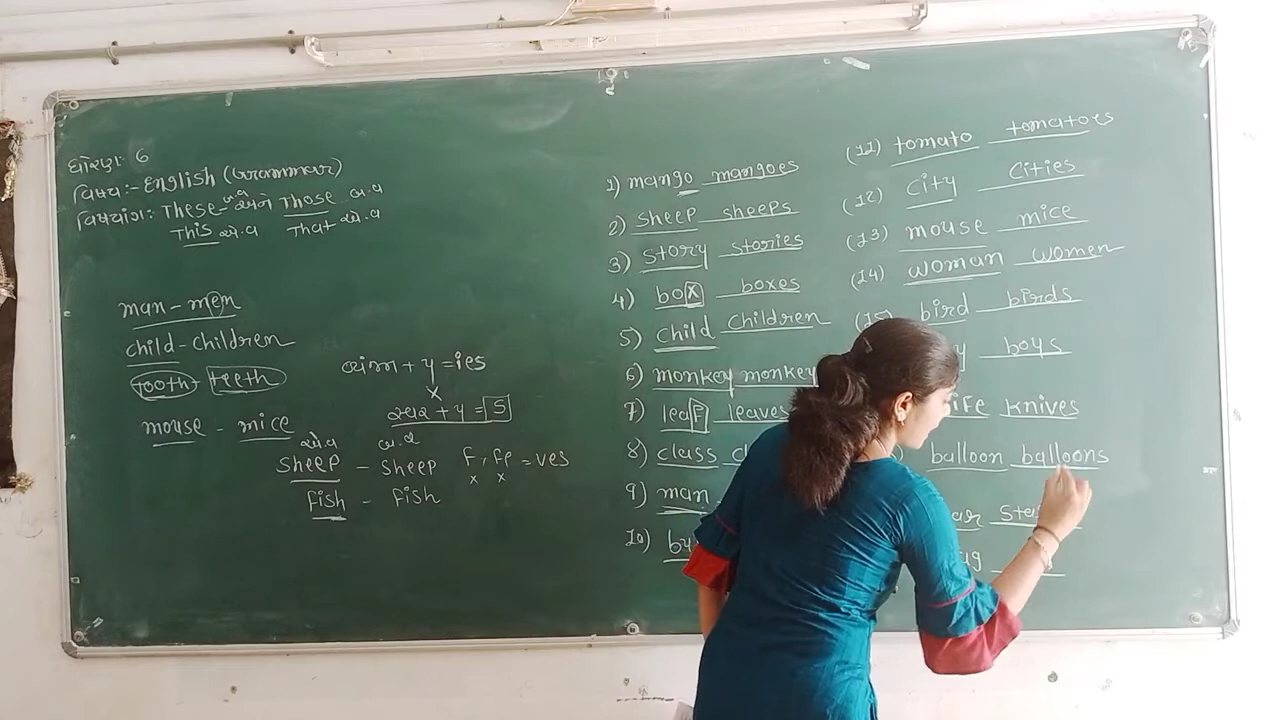 ધોરણ: 6
વિષય:- English (Grammar)
વિષયાંગ: These- બ.વ અને Those બ.વ
This એ.વ That એ.વ
man - men
child - children
tooth - teeth
mouse - mice
વ્યંજન + y = ies
સ્વર + y = s
એ.વ બ.વ
sheep - sheep
fish - fish
F, Fe = ves
1) mango mangoes
2) sheep sheeps
3) story stories
4) box boxes
5) child children
6) monkey monkey
7) leaf leaves
8) class
9) man
10)
(11) tomato tomatoes
(12) city cities
(13) mouse mice
(14) woman women
(15) bird birds
boys
knives
balloon balloons